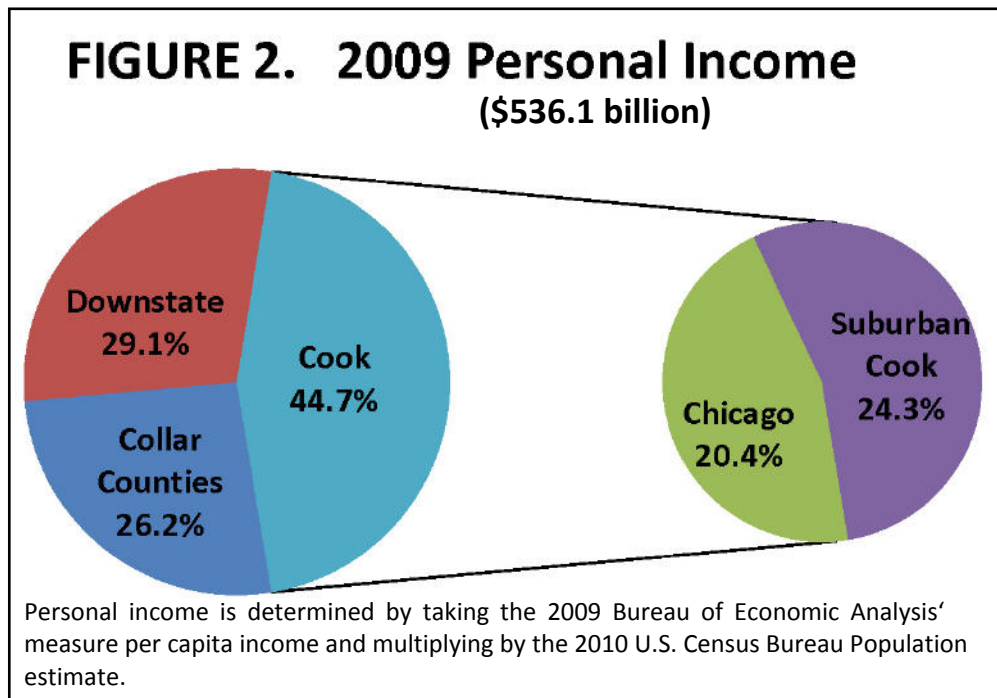 FIGURE 2. 2009 Personal Income
($536.1 billion)
Downstate
29.1%
Cook
44.7%
Collar
Counties
26.2%
Suburban
Cook
24.3%
Chicago
20.4%
Personal income is determined by taking the 2009 Bureau of Economic Analysis‘
measure per capita income and multiplying by the 2010 U.S. Census Bureau Population
estimate.